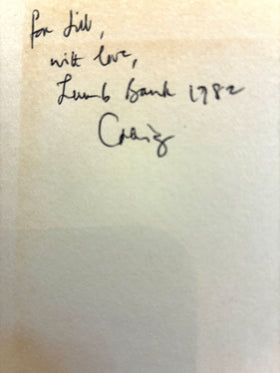 for Jill,
with love,
Lumb Bank 1982
Craig